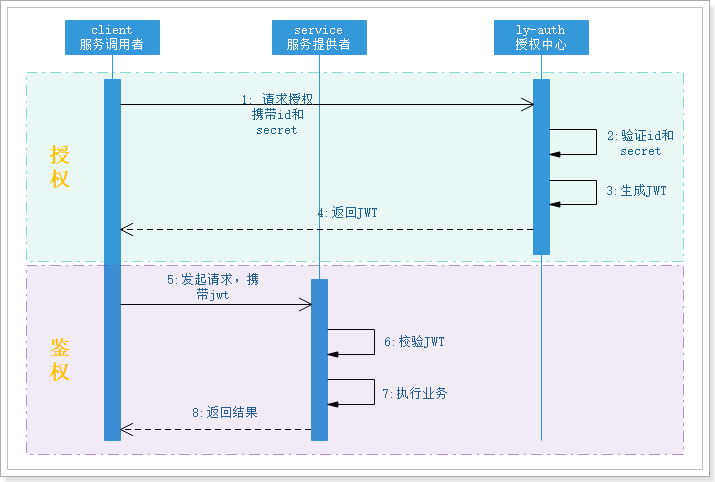 client
服务调用者
service
服务提供者
ly-auth
授权中心
授
权
1: 请求授权
携带id和
secret
2:验证id和
secret
3:生成JWT
4:返回JWT
鉴
权
5:发起请求，携
带jwt
6:校验JWT
7:执行业务
8:返回结果